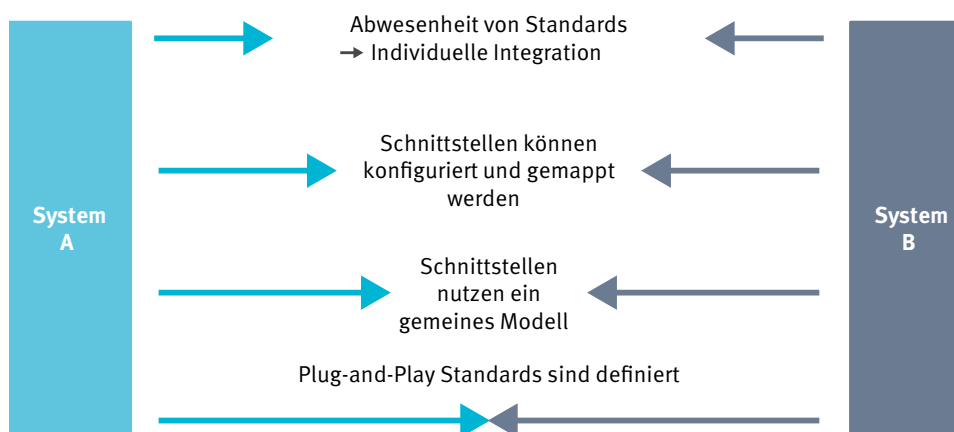 Abwesenheit von Standards
→ Individuelle Integration
Schnittstellen können
konfiguriert und gemappt
werden
System
A
System
B
Schnittstellen
nutzen ein
gemeines Modell
Plug-and-Play Standards sind definiert